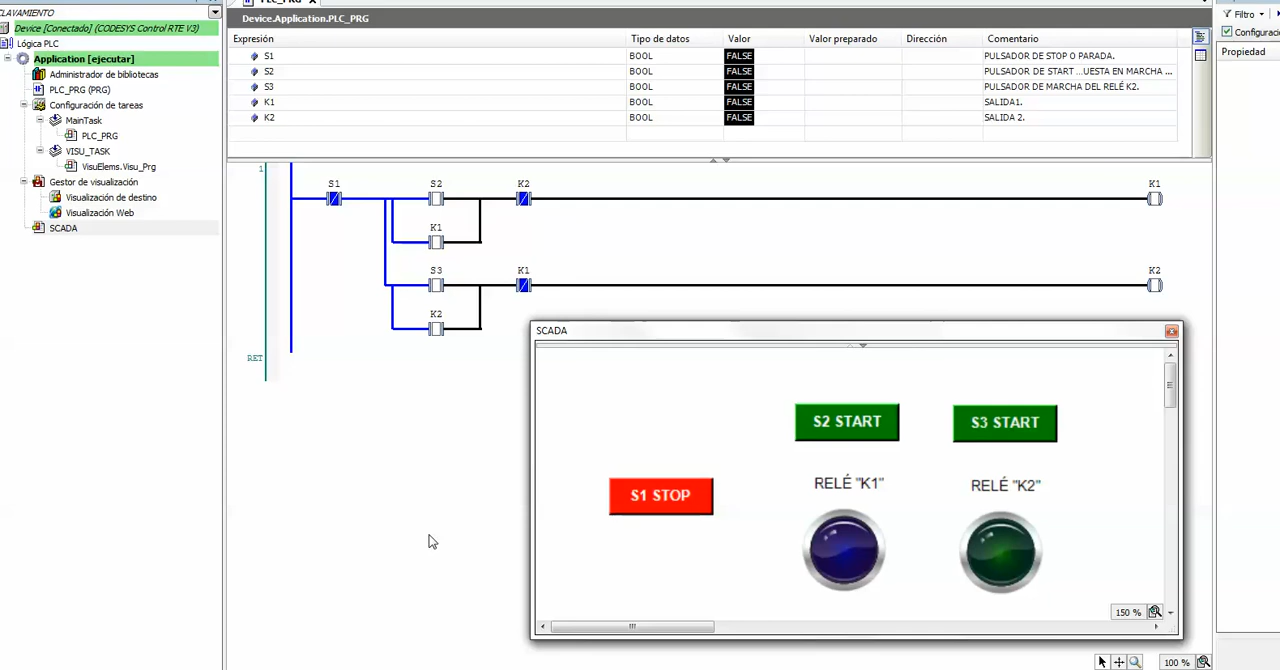 CLAVAMIENTO
Device [Conectado] (CODESYS Control RTE V3)
Lógica PLC
Application [ejecutar]
Administrador de bibliotecas
PLC_PRG (PRG)
Configuración de tareas
MainTask
PLC_PRG
VISU_TASK
VisuElems.Visu_Prg
Gestor de visualización
Visualización de destino
Visualización Web
SCADA
PLC_PRG X
Device.Application.PLC_PRG
Expresión Tipo de datos Valor Valor preparado Dirección Comentario
S1 BOOL FALSE PULSADOR DE STOP O PARADA.
S2 BOOL FALSE PULSADOR DE START ...UESTA EN MARCHA ...
S3 BOOL FALSE PULSADOR DE MARCHA DEL RELÉ K2.
K1 BOOL FALSE SALIDA1.
K2 BOOL FALSE SALIDA 2.
1
S1 S2 K2 K1
K1
S3 K1 K2
K2
RET
SCADA
S2 START S3 START
RELÉ "K1" RELÉ "K2"
S1 STOP
150 %
100 %
Filtro
Configuració
Propiedad